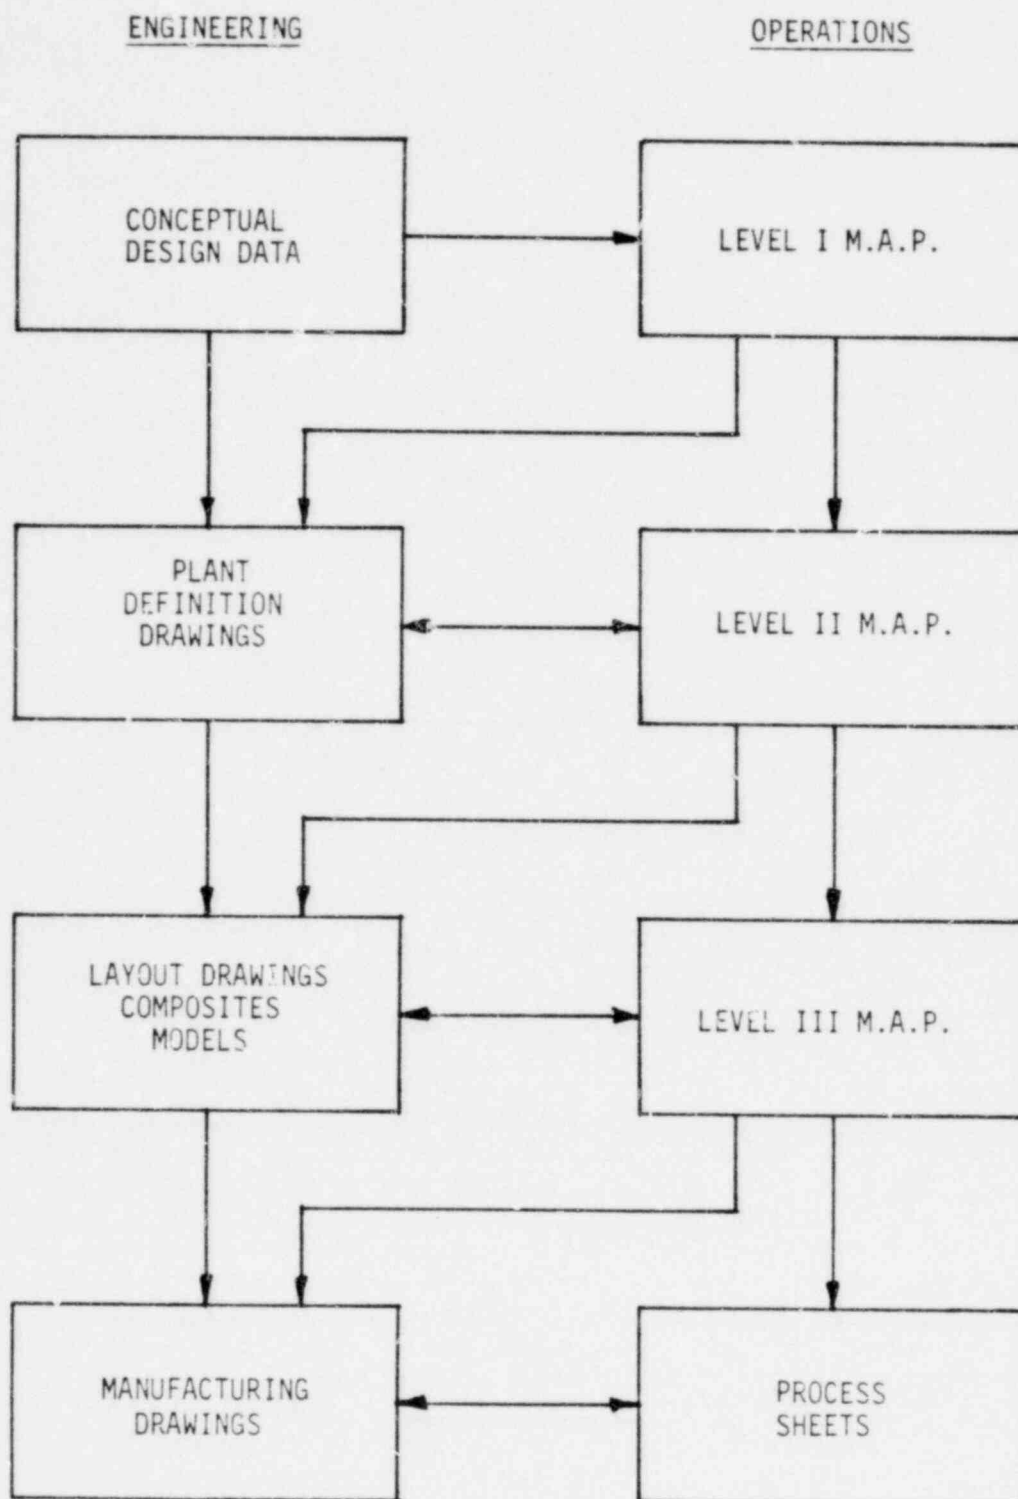 ENGINEERING
OPERATIONS
CONCEPTUAL
DESIGN DATA
LEVEL I M.A.P.
PLANT
DEFINITION
DRAWINGS
LEVEL II M.A.P.
LAYOUT DRAWINGS
COMPOSITES
MODELS
LEVEL III M.A.P.
MANUFACTURING
DRAWINGS
PROCESS
SHEETS